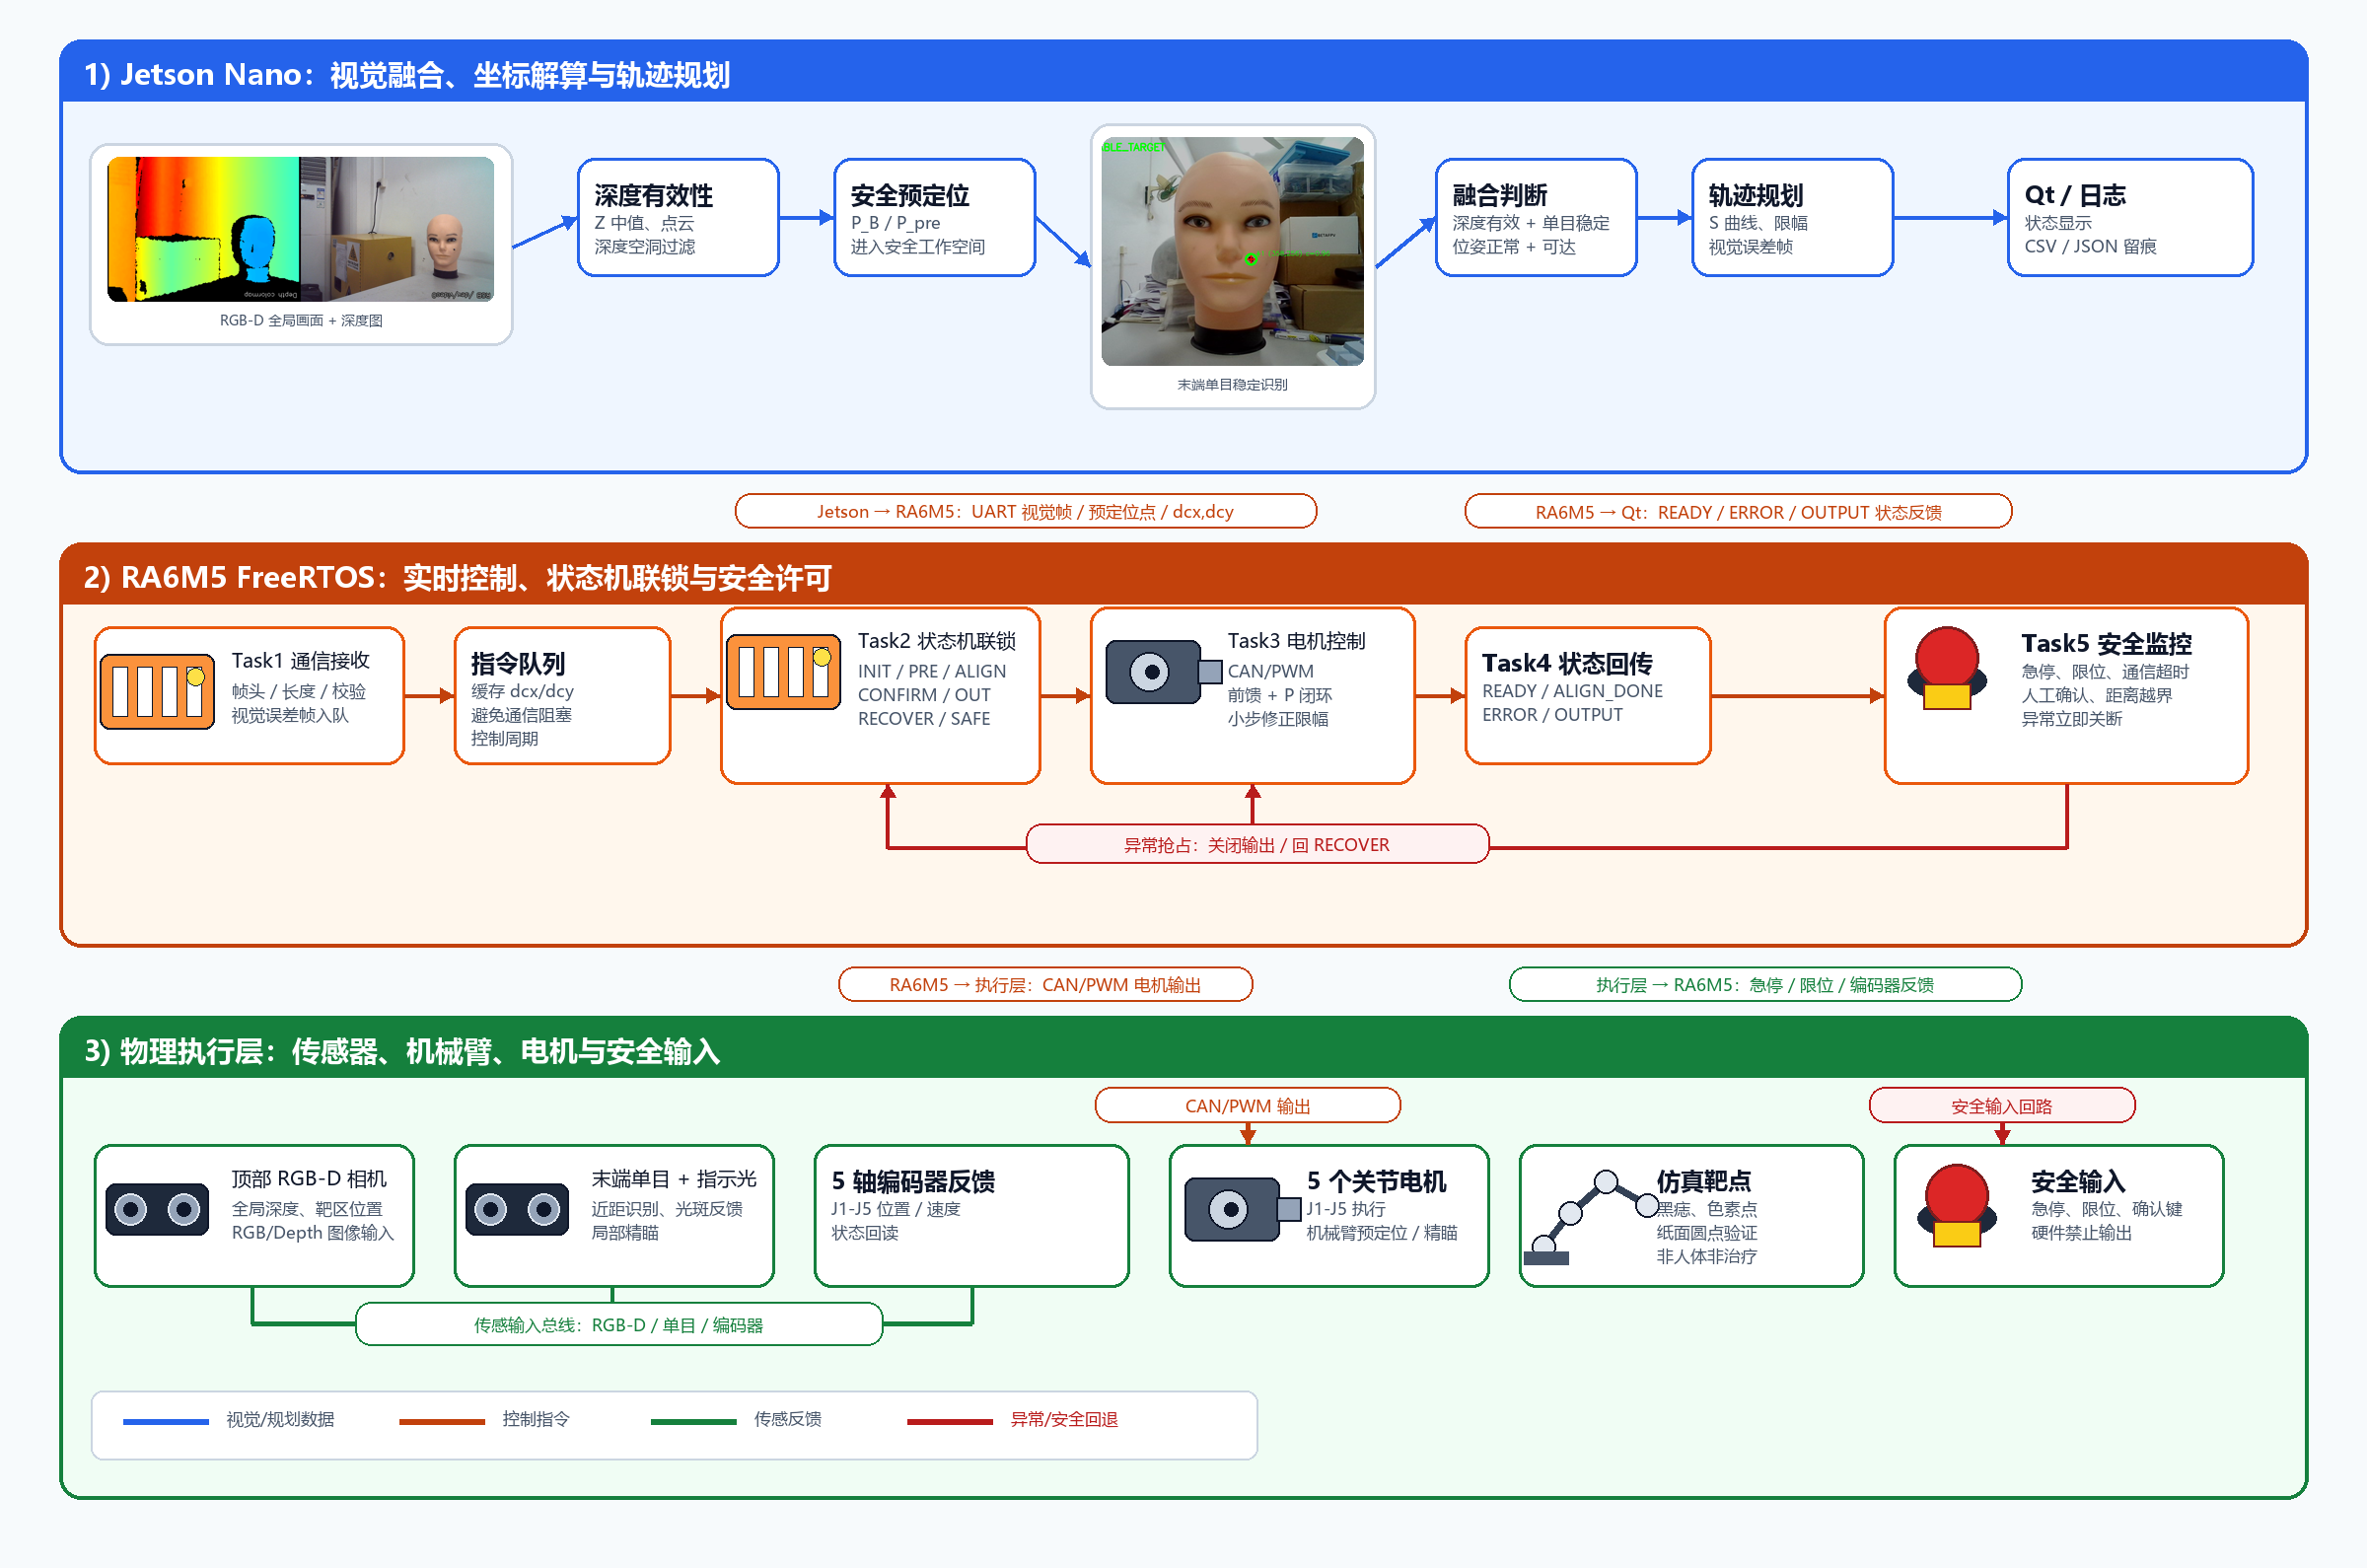 1) Jetson Nano：视觉融合、坐标解算与轨迹规划
RGB-D 全局画面 + 深度图
深度有效性
Z 中值、点云
深度空洞过滤
安全预定位
P_B / P_pre
进入安全工作空间
BLE_TARGET
末端单目稳定识别
融合判断
深度有效 + 单目稳定
位姿正常 + 可达
轨迹规划
S 曲线、限幅
视觉误差帧
Qt / 日志
状态显示
CSV / JSON 留痕
Jetson → RA6M5：UART 视觉帧 / 预定位点 / dcx,dcy
RA6M5 → Qt：READY / ERROR / OUTPUT 状态反馈
2) RA6M5 FreeRTOS：实时控制、状态机联锁与安全许可
Task1 通信接收
帧头 / 长度 / 校验
视觉误差帧入队
指令队列
缓存 dcx/dcy
避免通信阻塞
控制周期
Task2 状态机联锁
INIT / PRE / ALIGN
CONFIRM / OUT
RECOVER / SAFE
Task3 电机控制
CAN/PWM
前馈 + P 闭环
小步修正限幅
Task4 状态回传
READY / ALIGN_DONE
ERROR / OUTPUT
Task5 安全监控
急停、限位、通信超时
人工确认、距离越界
异常立即关断
异常抢占：关闭输出 / 回 RECOVER
RA6M5 → 执行层：CAN/PWM 电机输出
执行层 → RA6M5：急停 / 限位 / 编码器反馈
3) 物理执行层：传感器、机械臂、电机与安全输入
CAN/PWM 输出
安全输入回路
顶部 RGB-D 相机
全局深度、靶区位置
RGB/Depth 图像输入
末端单目 + 指示光
近距识别、光斑反馈
局部精瞄
5 轴编码器反馈
J1-J5 位置 / 速度
状态回读
5 个关节电机
J1-J5 执行
机械臂预定位 / 精瞄
仿真靶点
黑痣、色素点
纸面圆点验证
非人体非治疗
安全输入
急停、限位、确认键
硬件禁止输出
传感输入总线：RGB-D / 单目 / 编码器
视觉/规划数据
控制指令
传感反馈
异常/安全回退